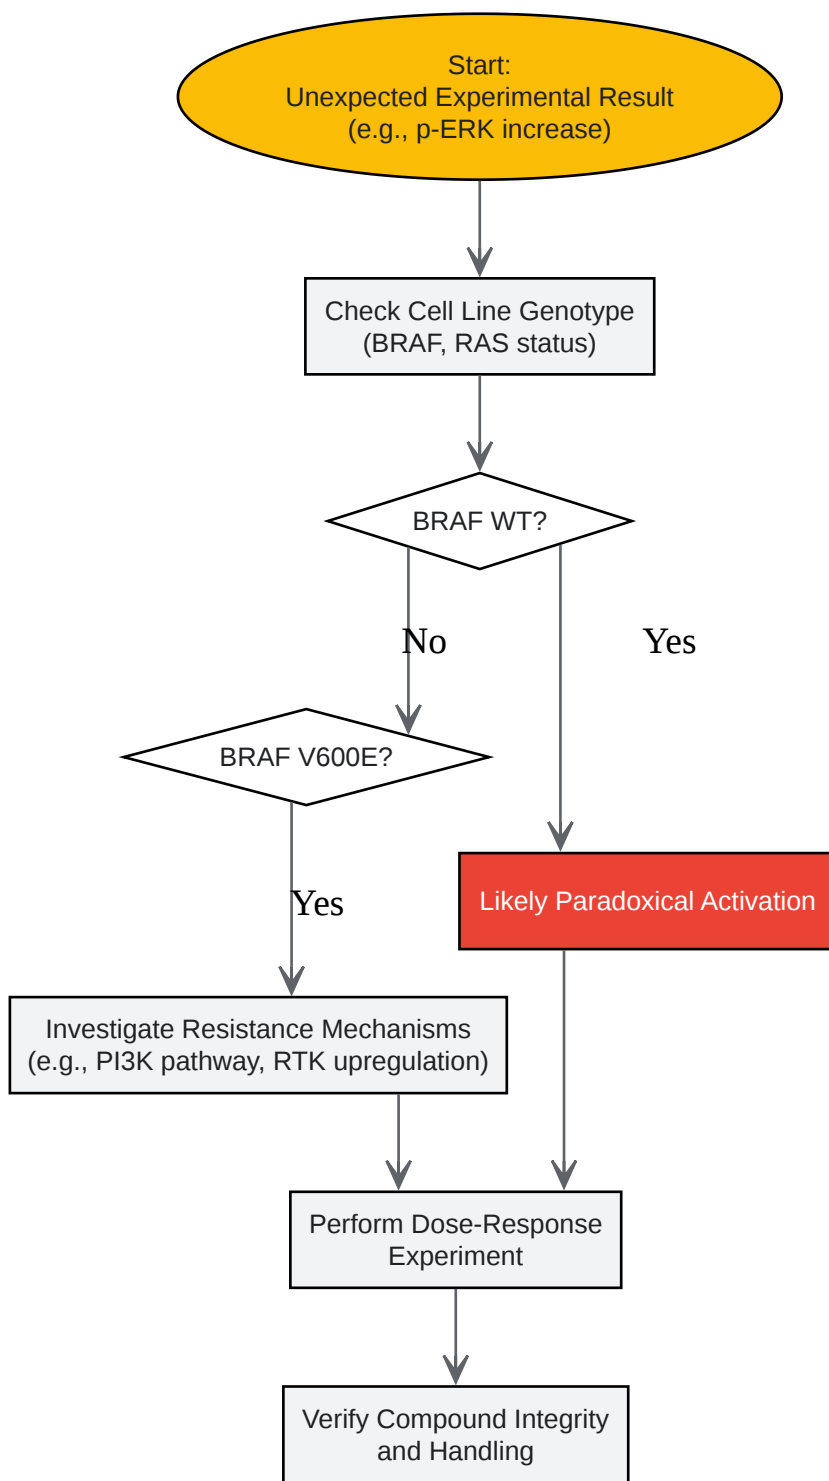 Start:
Unexpected Experimental Result
(e.g., p-ERK increase)
Check Cell Line Genotype
(BRAF, RAS status)
BRAF WT?
No
Yes
BRAF V600E?
Likely Paradoxical Activation
Yes
Investigate Resistance Mechanisms
(e.g., PI3K pathway, RTK upregulation)
Perform Dose-Response
Experiment
Verify Compound Integrity
and Handling